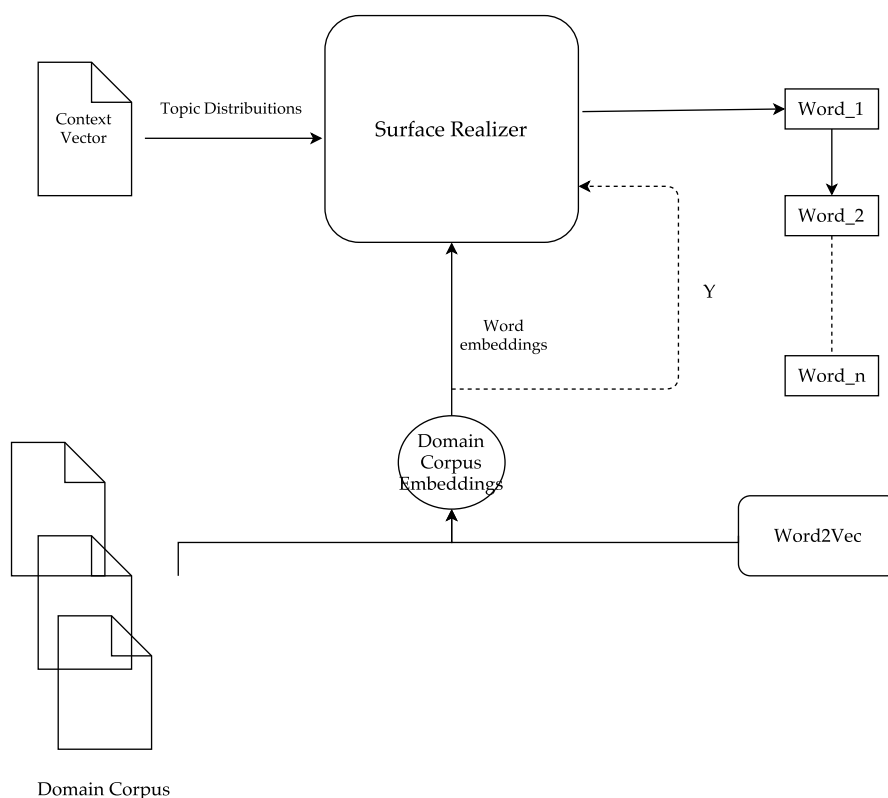 Context
Vector
Topic Distribuitions
Surface Realizer
Word_1
Word_2
Y
Word
embeddings
Word_n
Domain
Corpus
Embeddings
Word2Vec
Domain Corpus